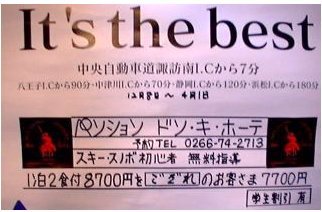 It's the best
中央自動車道諏訪南I.Cから7分
八王子I.Cから90分・中津川I.Cから70分・静岡I.Cから120分・浜松I.Cから180分
12月8日～4月1日
ペンション ドン・キ・ホーテ
予約TEL 0266-74-2713
スキー・スノボ初心者 無料指導
1泊2食付8700円をござれのお客さま7700円
学生割引有